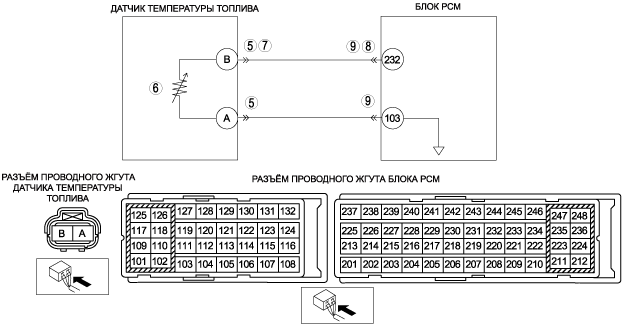 ДАТЧИК ТЕМПЕРАТУРЫ ТОПЛИВА
БЛОК PCM
B 5 7 9 8 232
6
A 5 9 103
РАЗЪЁМ ПРОВОДНОГО ЖГУТА
ДАТЧИКА ТЕМПЕРАТУРЫ
ТОПЛИВА
РАЗЪЁМ ПРОВОДНОГО ЖГУТА БЛОКА PCM
B A
125 126 127 128 129 130 131 132
117 118 119 120 121 122 123 124
109 110 111 112 113 114 115 116
101 102 103 104 105 106 107 108
237 238 239 240 241 242 243 244 245 246 247 248
225 226 227 228 229 230 231 232 233 234 235 236
213 214 215 216 217 218 219 220 221 222 223 224
201 202 203 204 205 206 207 208 209 210 211 212